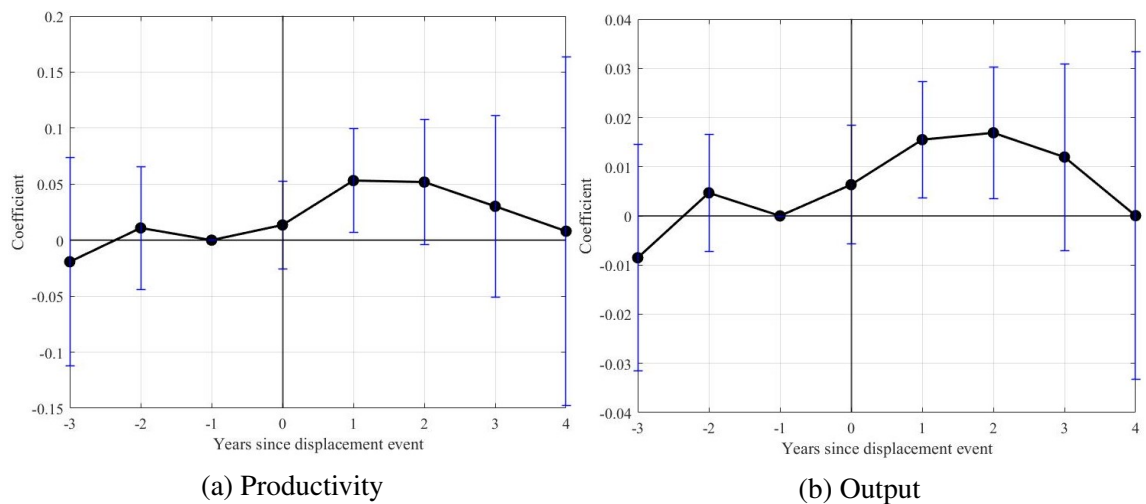 0.2
0.15
0.1
0.05
0
-0.05
-0.1
-0.15
Coefficient
-3 -2 -1 0 1 2 3 4
Years since displacement event
(a) Productivity
0.04
0.03
0.02
0.01
0
-0.01
-0.02
-0.03
-0.04
Coefficient
-3 -2 -1 0 1 2 3 4
Years since displacement event
(b) Output